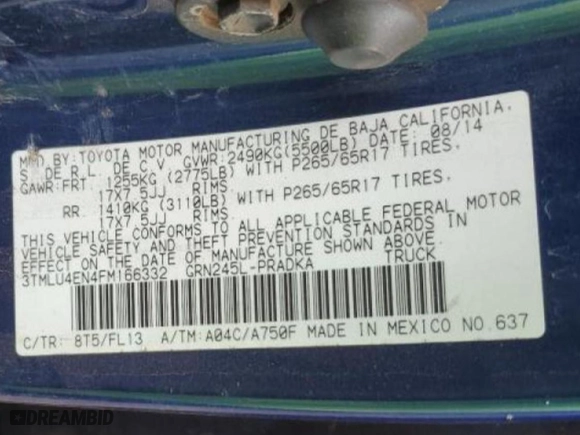 MFD.BY:TOYOTA MOTOR MANUFACTURING DE BAJA CALIFORNIA,
S. DE R.L. DE C.V. GVWR:2490KG(5500LB) DATE: 08/14
GAWR:FRT. 1255KG (2775LB) WITH P265/65R17 TIRES,
17X7.5JJ RIMS
RR. 1410KG (3110LB) WITH P265/65R17 TIRES,
17X7.5JJ RIMS
THIS VEHICLE CONFORMS TO ALL APPLICABLE FEDERAL MOTOR
VEHICLE SAFETY AND THEFT PREVENTION STANDARDS IN
EFFECT ON THE DATE OF MANUFACTURE SHOWN ABOVE.
3TMLU4EN4FM166332 GRN245L-PRADKA TRUCK
C/TR: 8T5/FL13 A/TM:A04C/A750F MADE IN MEXICO NO.637
DREAMBID